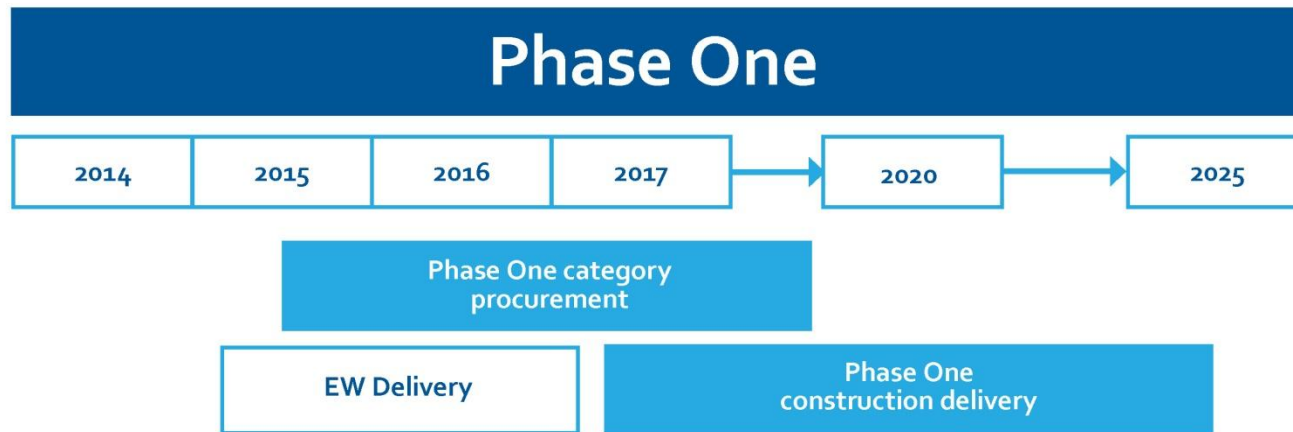 Phase One
2014 2015 2016 2017 2020 2025
Phase One category
procurement
EW Delivery
Phase One
construction delivery